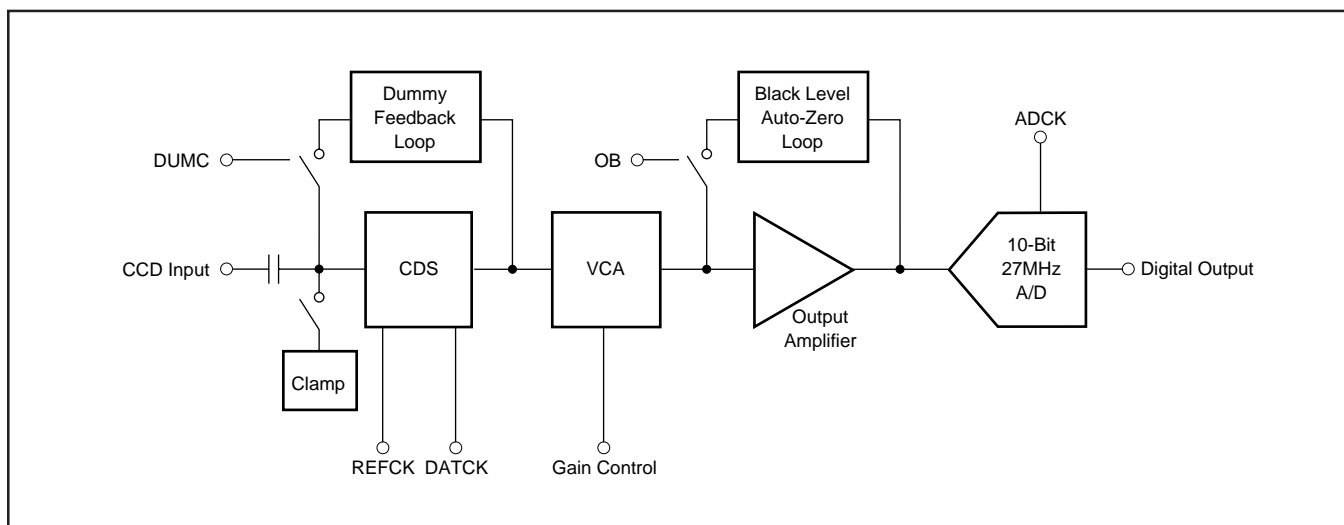 Dummy
Feedback
Loop
Black Level
Auto-Zero
Loop
ADCK
DUMC
OB
CCD Input
CDS
VCA
Output
Amplifier
10-Bit
27MHz
A/D
Digital Output
Clamp
REFCK
DATCK
Gain Control